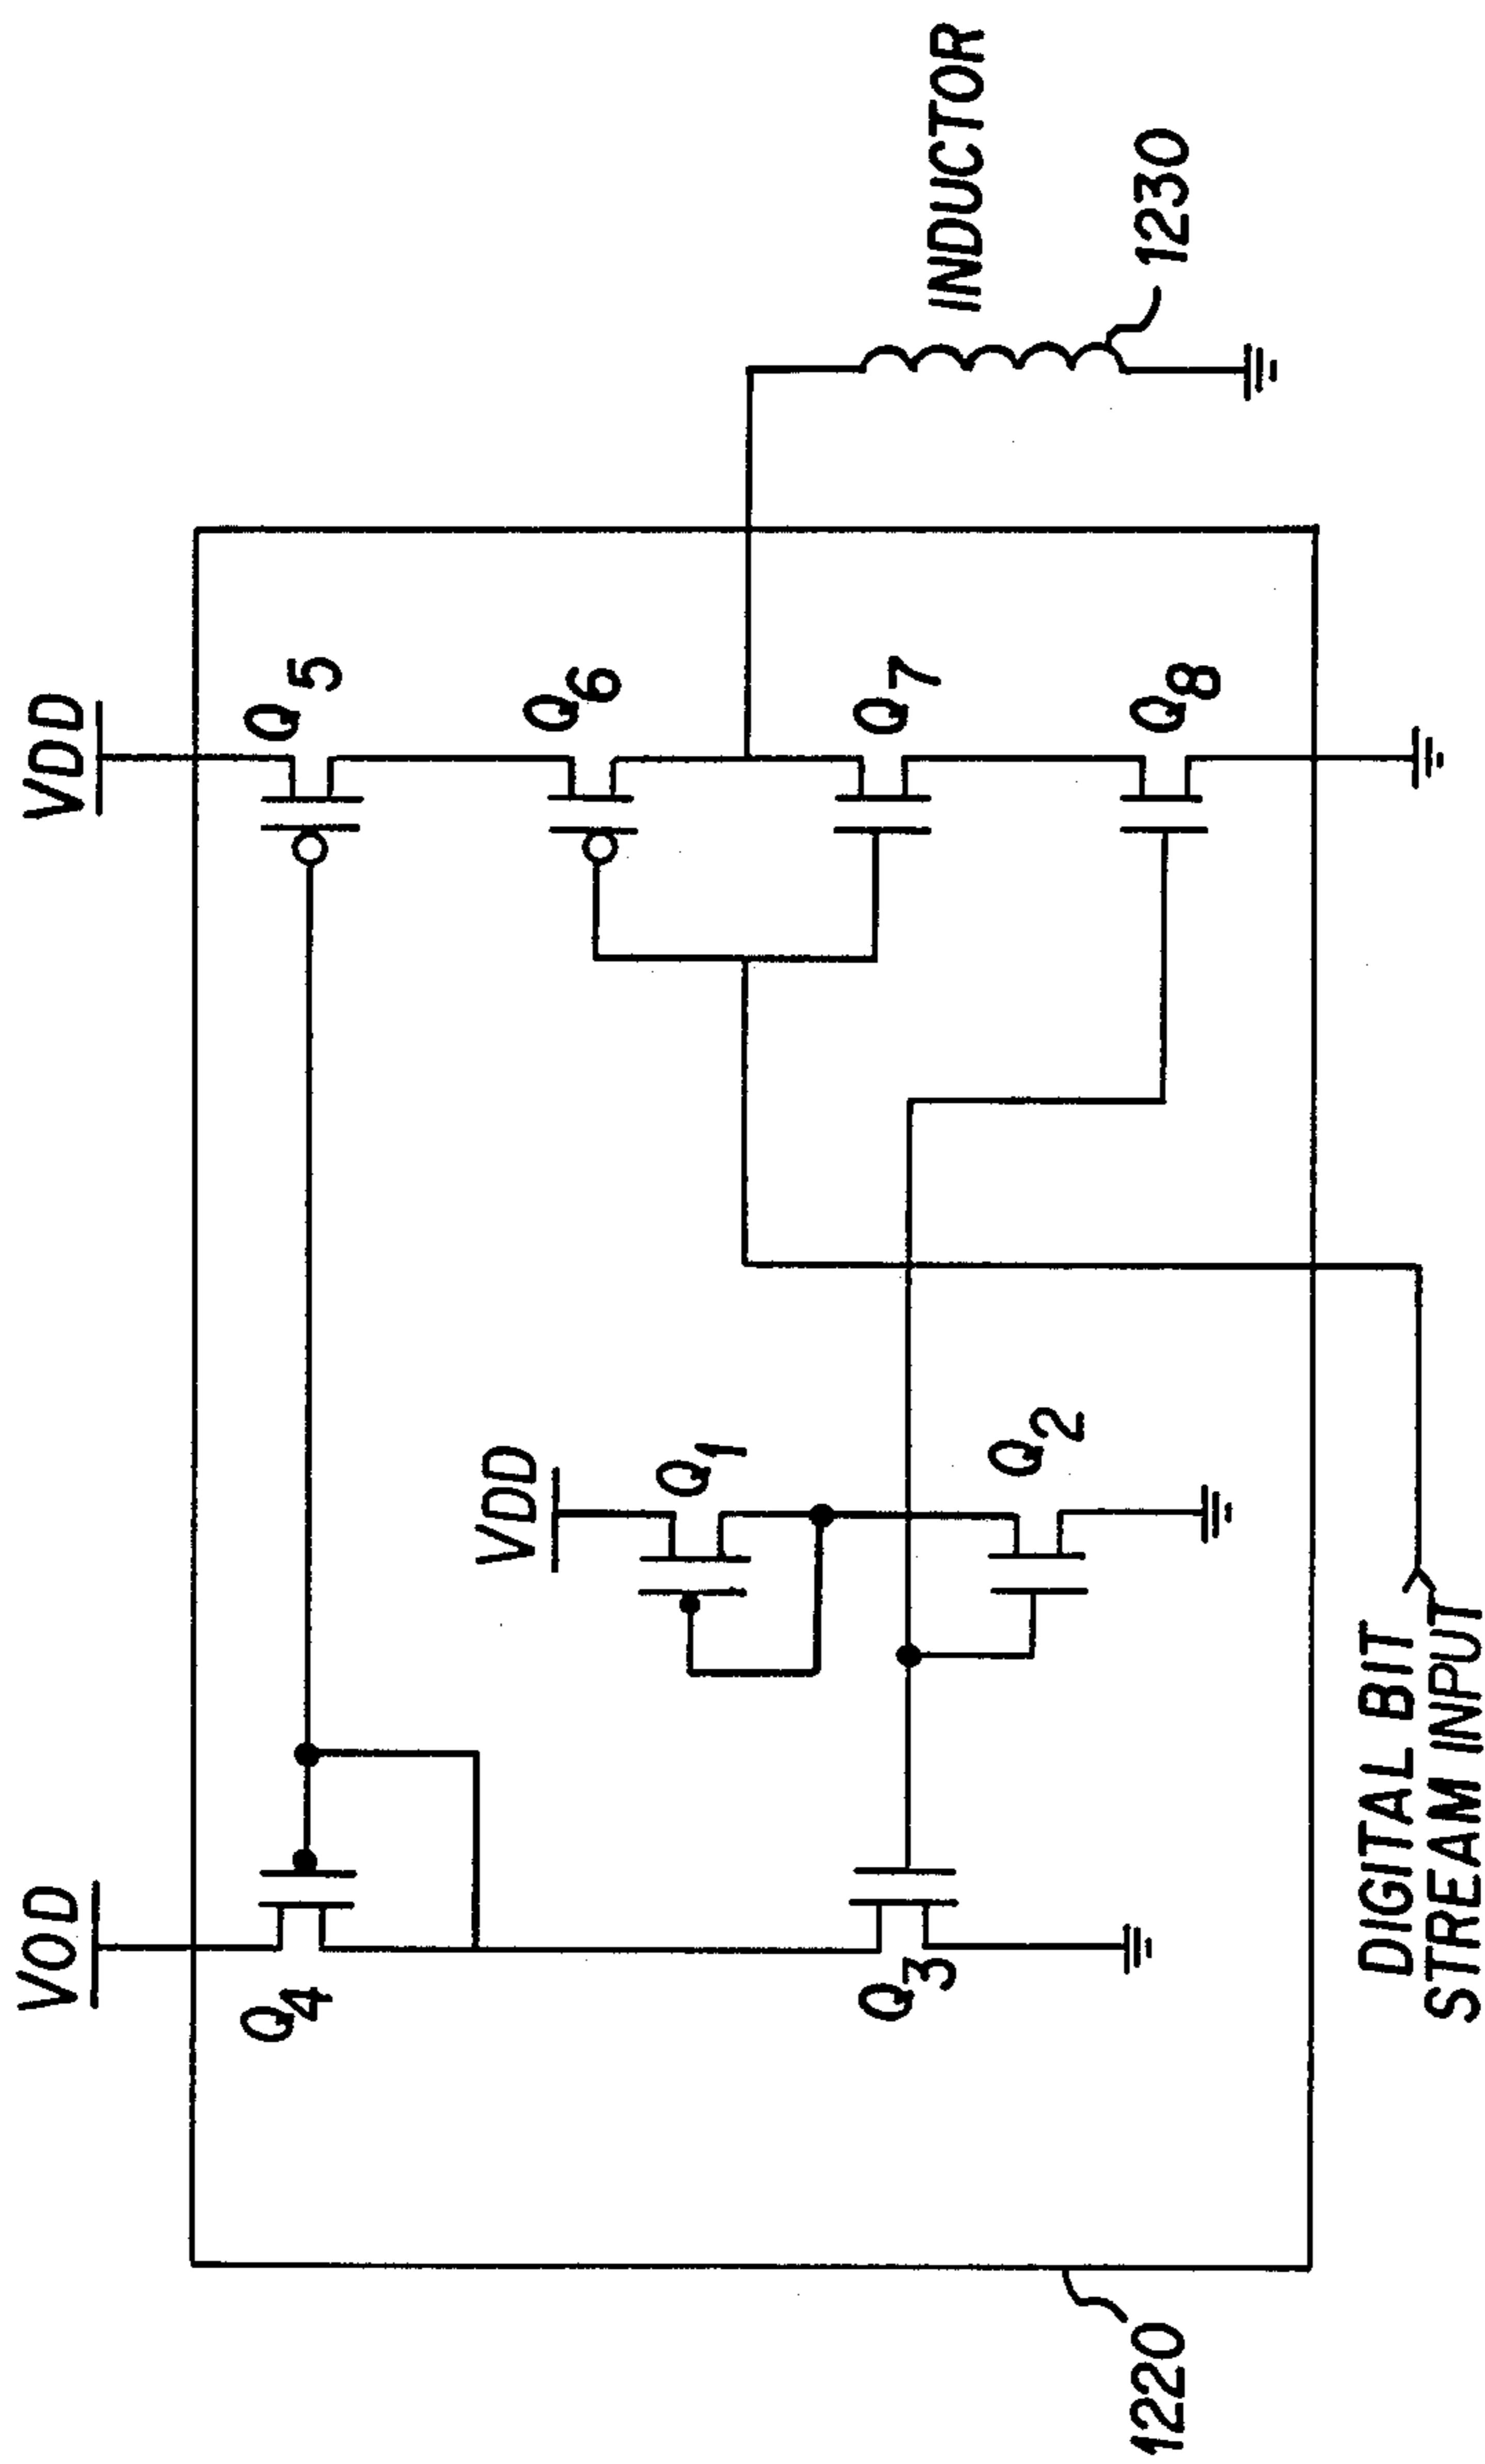 VOD
VDD
VDD
Q4
Q5
Q6
Q1
Q7
Q3
Q2
Q8
INDUCTOR
1230
1220
DIGITAL BIT
STREAM INPUT